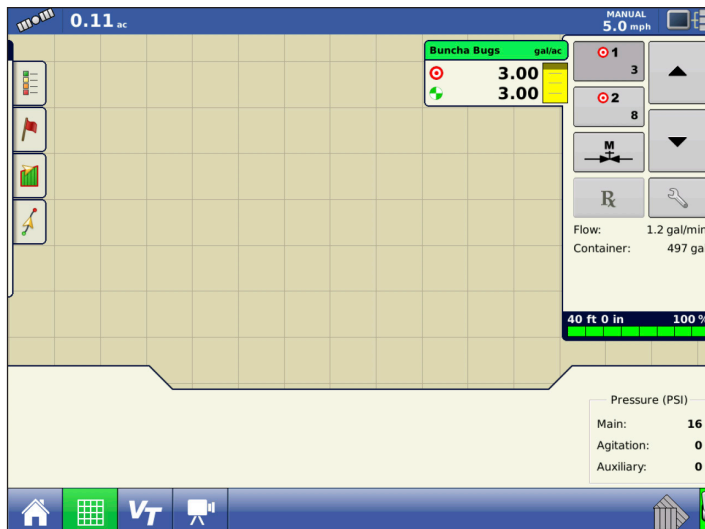 0.11 ac
MANUAL
5.0 mph
Buncha Bugs gal/ac
3.00
3.00
1
3
2
8
M
Rx
Flow: 1.2 gal/min
Container: 497 ga
40 ft 0 in 100 %
Pressure (PSI)
Main: 16
Agitation: 0
Auxiliary: 0
VT